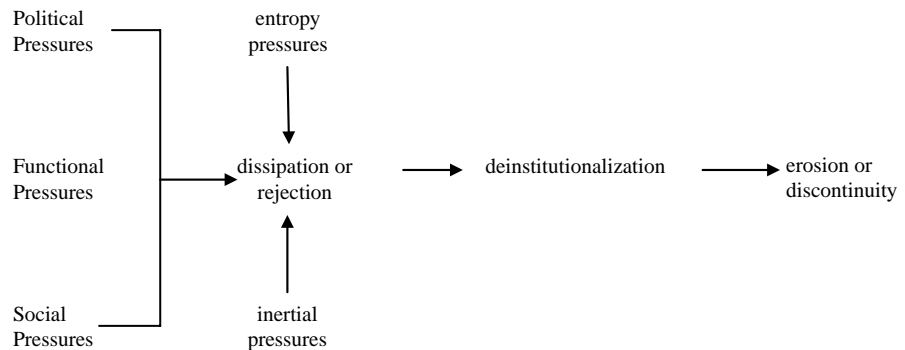 Political
Pressures
entropy
pressures
Functional
Pressures
dissipation or
rejection
deinstitutionalization
erosion or
discontinuity
Social
Pressures
inertial
pressures